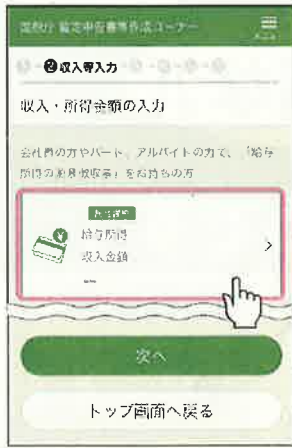 国税庁 確定申告書等作成コーナー
メニュー
❷収入等入力
収入・所得金額の入力
会社員の方やパート、アルバイトの方で、「給与
所得の源泉徴収票」をお持ちの方
給与所得
収入金額
次へ
トップ画面へ戻る